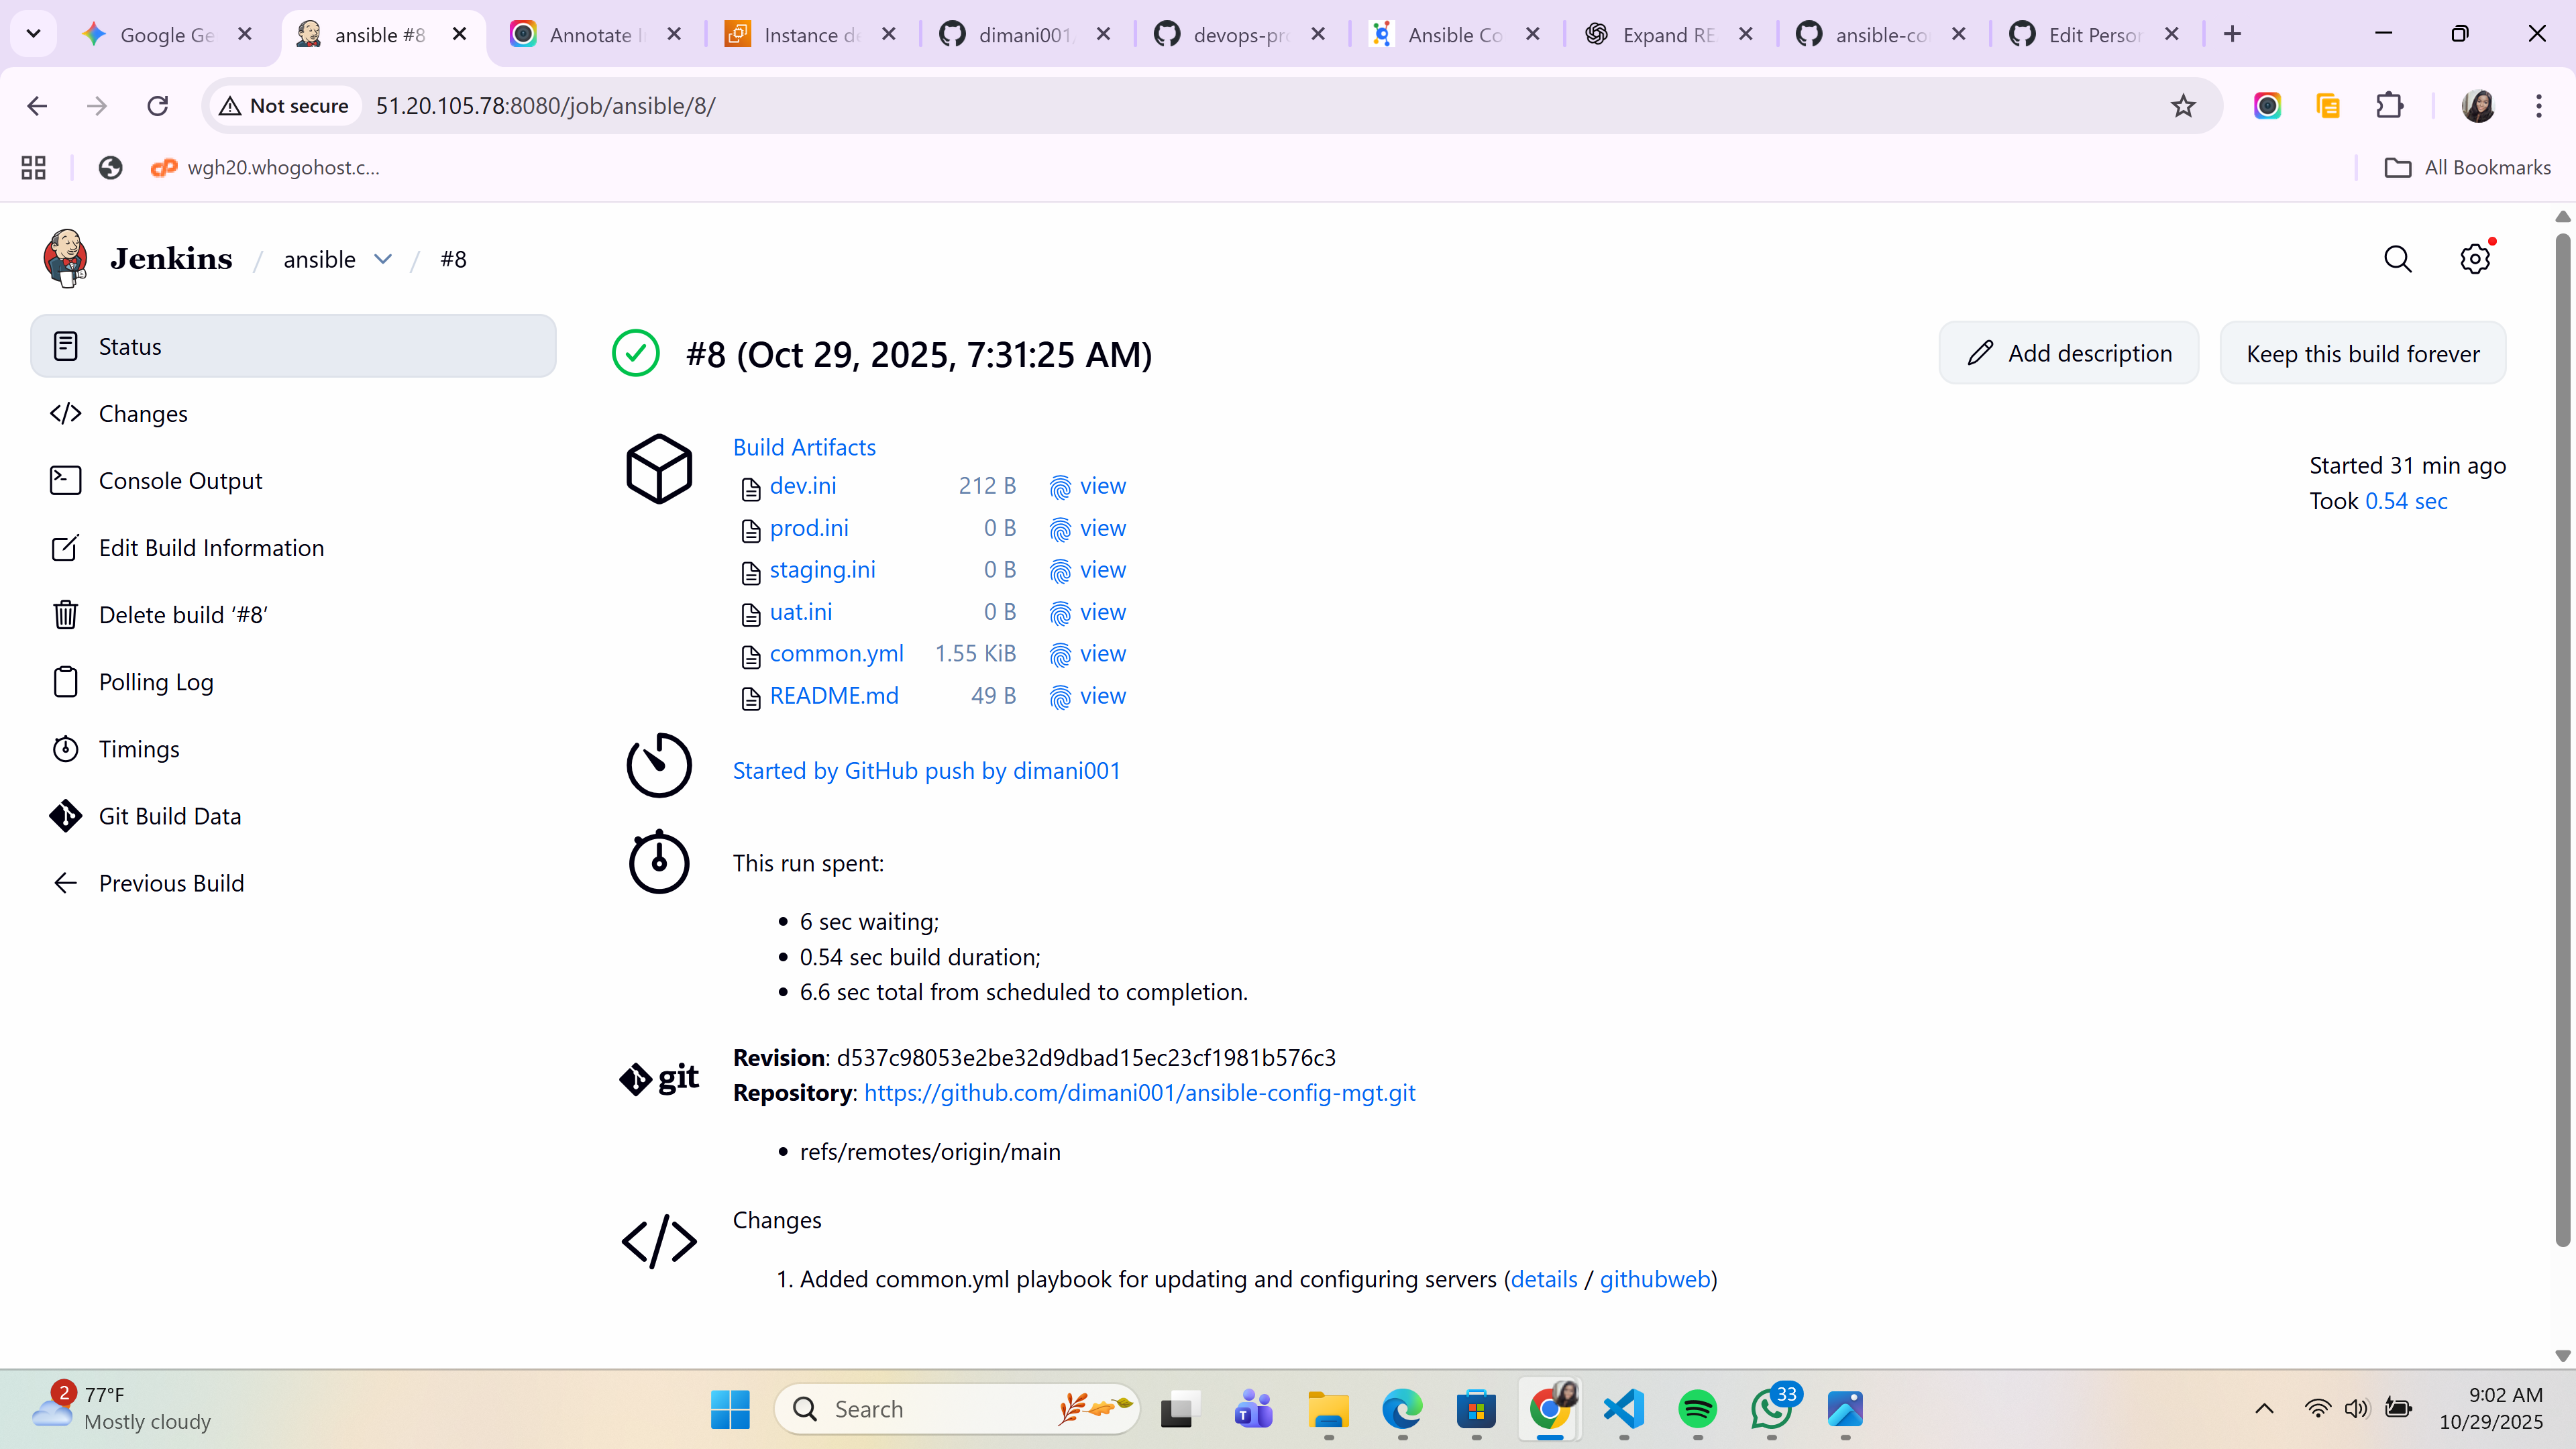 Google Ge
ansible #8
Annotate I
Instance de
dimani001/
devops-pro
Ansible Co
Expand RE
ansible-co
Edit Person
Not secure
51.20.105.78:8080/job/ansible/8/
wgh20.whogohost.c...
All Bookmarks
Jenkins / ansible / #8
Status
Changes
Console Output
Edit Build Information
Delete build ‘#8’
Polling Log
Timings
Git Build Data
Previous Build
#8 (Oct 29, 2025, 7:31:25 AM)
Add description
Keep this build forever
Started 31 min ago
Took 0.54 sec
Build Artifacts
dev.ini 212 B view
prod.ini 0 B view
staging.ini 0 B view
uat.ini 0 B view
common.yml 1.55 KiB view
README.md 49 B view
Started by GitHub push by dimani001
This run spent:
• 6 sec waiting;
• 0.54 sec build duration;
• 6.6 sec total from scheduled to completion.
git
Revision: d537c98053e2be32d9dbad15ec23cf1981b576c3
Repository: https://github.com/dimani001/ansible-config-mgt.git
• refs/remotes/origin/main
Changes
1. Added common.yml playbook for updating and configuring servers (details / githubweb)
2
77°F
Mostly cloudy
Search
33
9:02 AM
10/29/2025